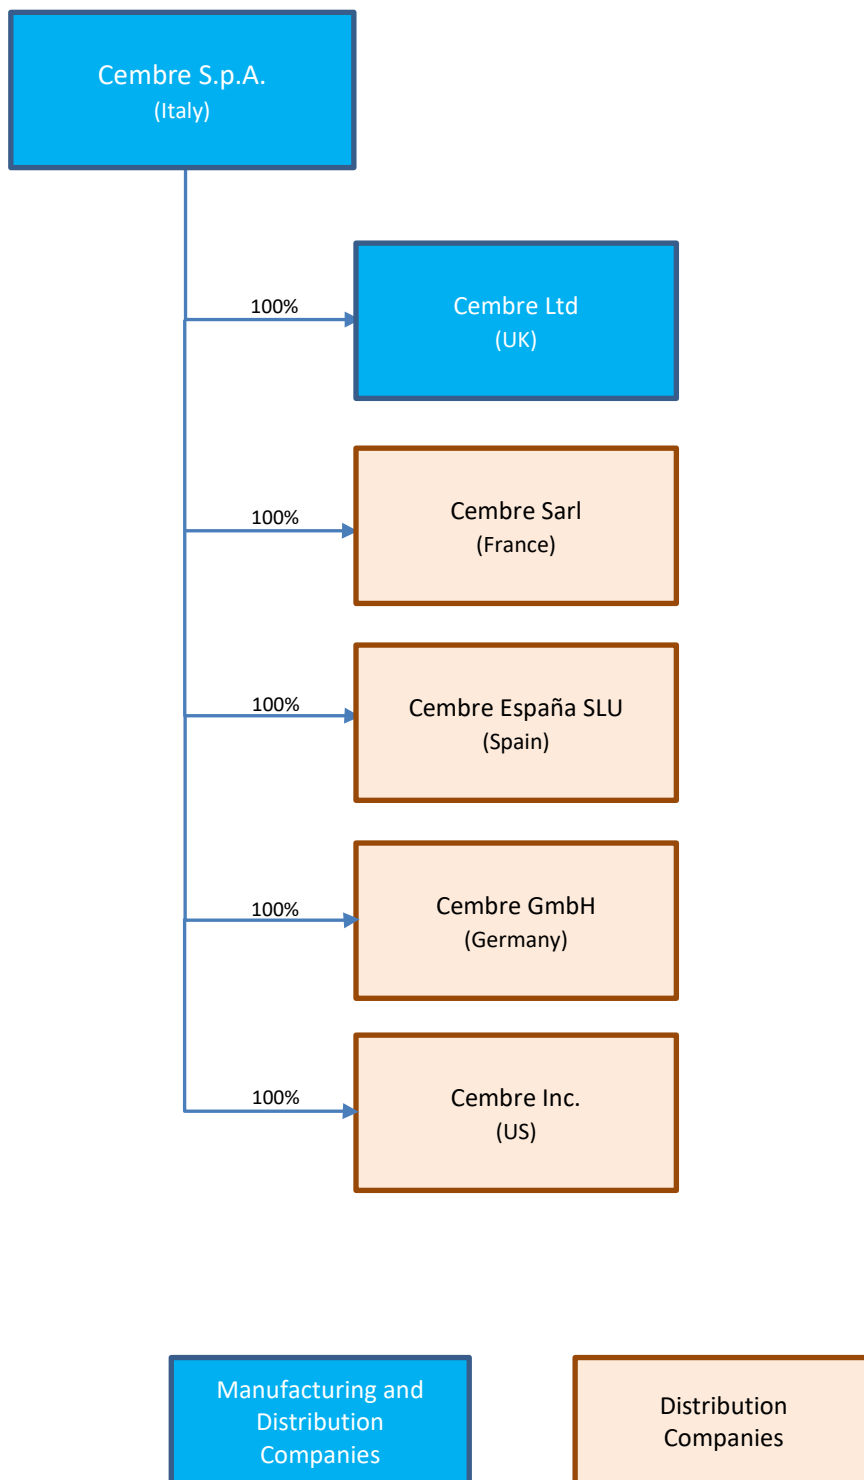 Cembre S.p.A.
(Italy)
100%
Cembre Ltd
(UK)
100%
Cembre Sarl
(France)
100%
Cembre España SLU
(Spain)
100%
Cembre GmbH
(Germany)
100%
Cembre Inc.
(US)
Manufacturing and
Distribution
Companies
Distribution
Companies